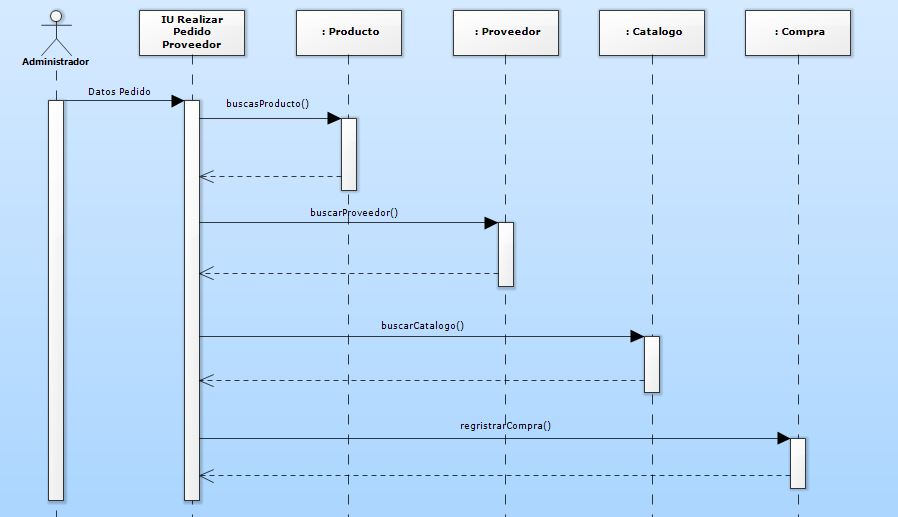 IU Realizar
Pedido
Proveedor
: Producto
: Proveedor
: Catalogo
: Compra
Administrador
Datos Pedido
buscasProducto()
buscarProveedor()
buscarCatalogo()
regristrarCompra()